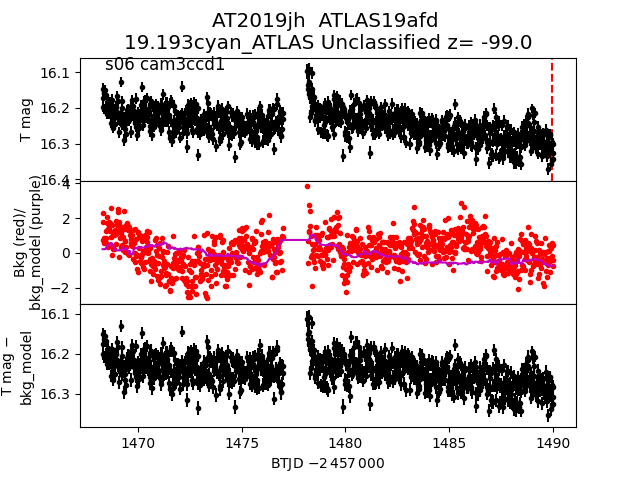 AT2019jh ATLAS19afd
19.193cyan_ATLAS Unclassified z= -99.0
s06 cam3ccd1
T mag
16.1
16.2
16.3
16.4
Bkg (red)/
bkg_model (purple)
4
2
0
−2
T mag −
bkg_model
16.1
16.2
16.3
1470 1475 1480 1485 1490
BTJD −2 457 000